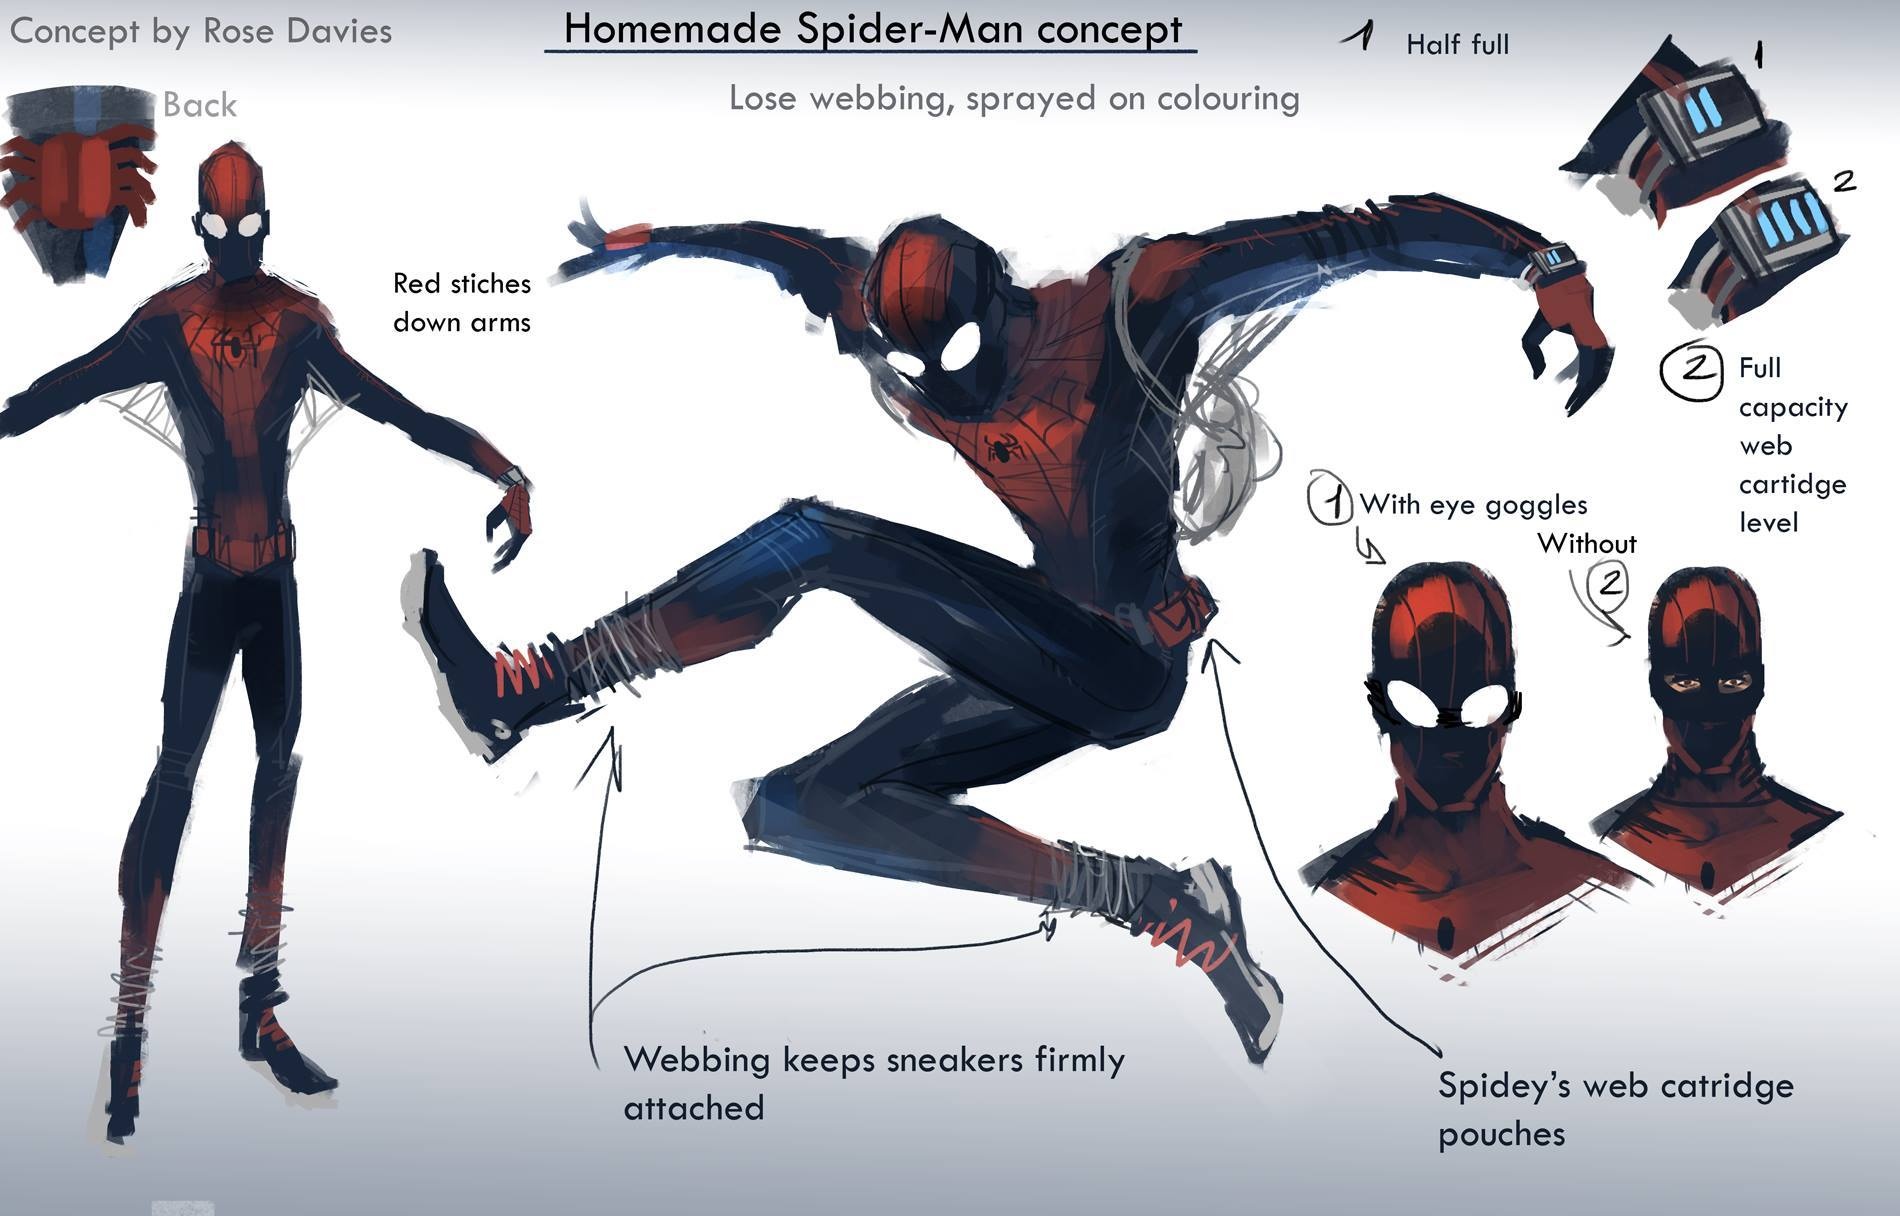 Concept by Rose Davies
Homemade Spider-Man concept
1 Half full
1
Back
Lose webbing, sprayed on colouring
2
Red stiches
down arms
2 Full
capacity
web
cartidge
level
1 With eye goggles
Without
2
Webbing keeps sneakers firmly
attached
Spidey's web catridge
pouches